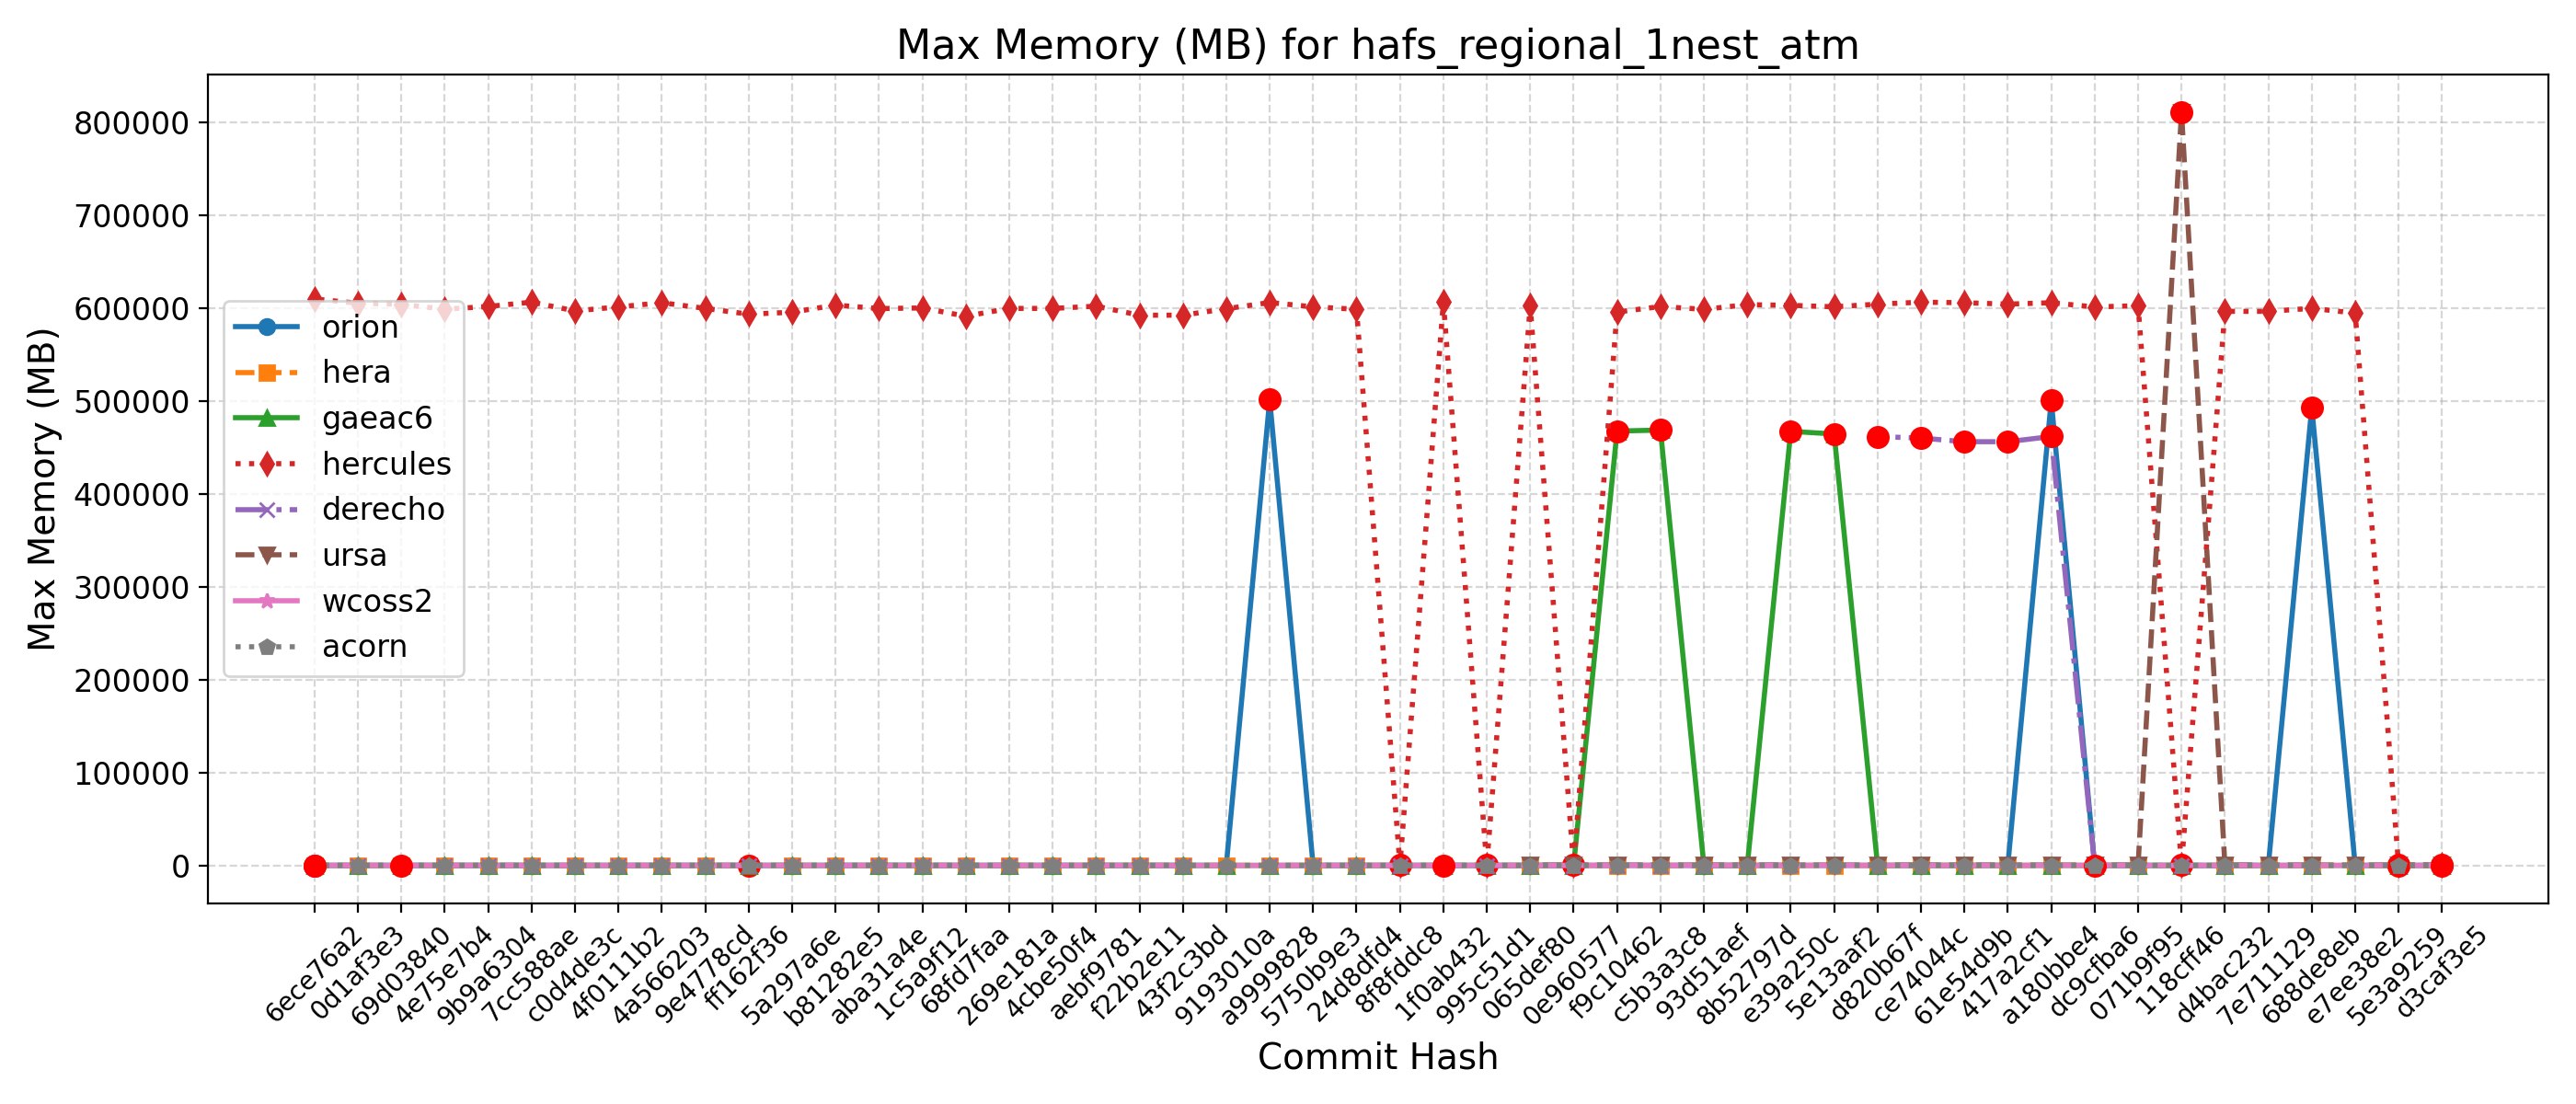 Max Memory (MB) for hafs_regional_1nest_atm
Max Memory (MB)
800000
700000
600000
500000
400000
300000
200000
100000
0
orion
hera
gaeac6
hercules
derecho
ursa
wcoss2
acorn
6ece76a2
0d1af3e3
69d03840
4e75e7b4
9b9a6304
7cc588ae
c0d4de3c
4f0111b2
4a566203
9e4778cd
ff162f36
5a297a6e
b81282e5
aba31a4e
1c5a9f12
68fd7faa
269e181a
4cbe50f4
aebf9781
f22b2e11
43f2c3bd
9193010a
a9999828
5750b9e3
24d8dfd4
8f8fddc8
1f0ab432
995c51d1
065def80
0e960577
f9c10462
c5b3a3c8
93d51aef
8b52797d
e39a250c
5e13aaf2
d820b67f
ce74044c
61e54d9b
417a2cf1
a180bbe4
dc9cfba6
071b9f95
118cff46
d4bac232
7e711129
688de8eb
e7ee38e2
5e3a9259
d3caf3e5
Commit Hash